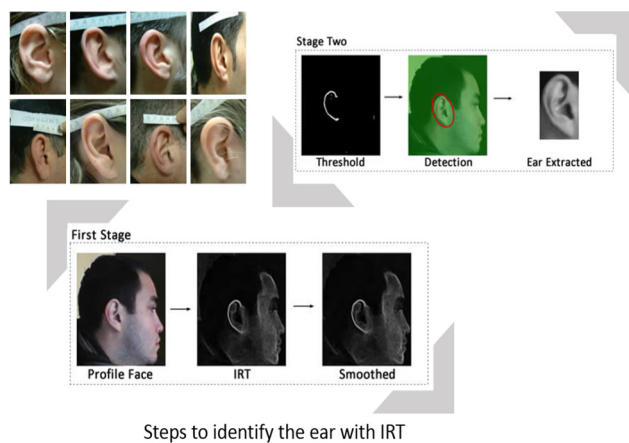 Stage Two
Threshold
Detection
Ear Extracted
First Stage
Profile Face
IRT
Smoothed
Steps to identify the ear with IRT